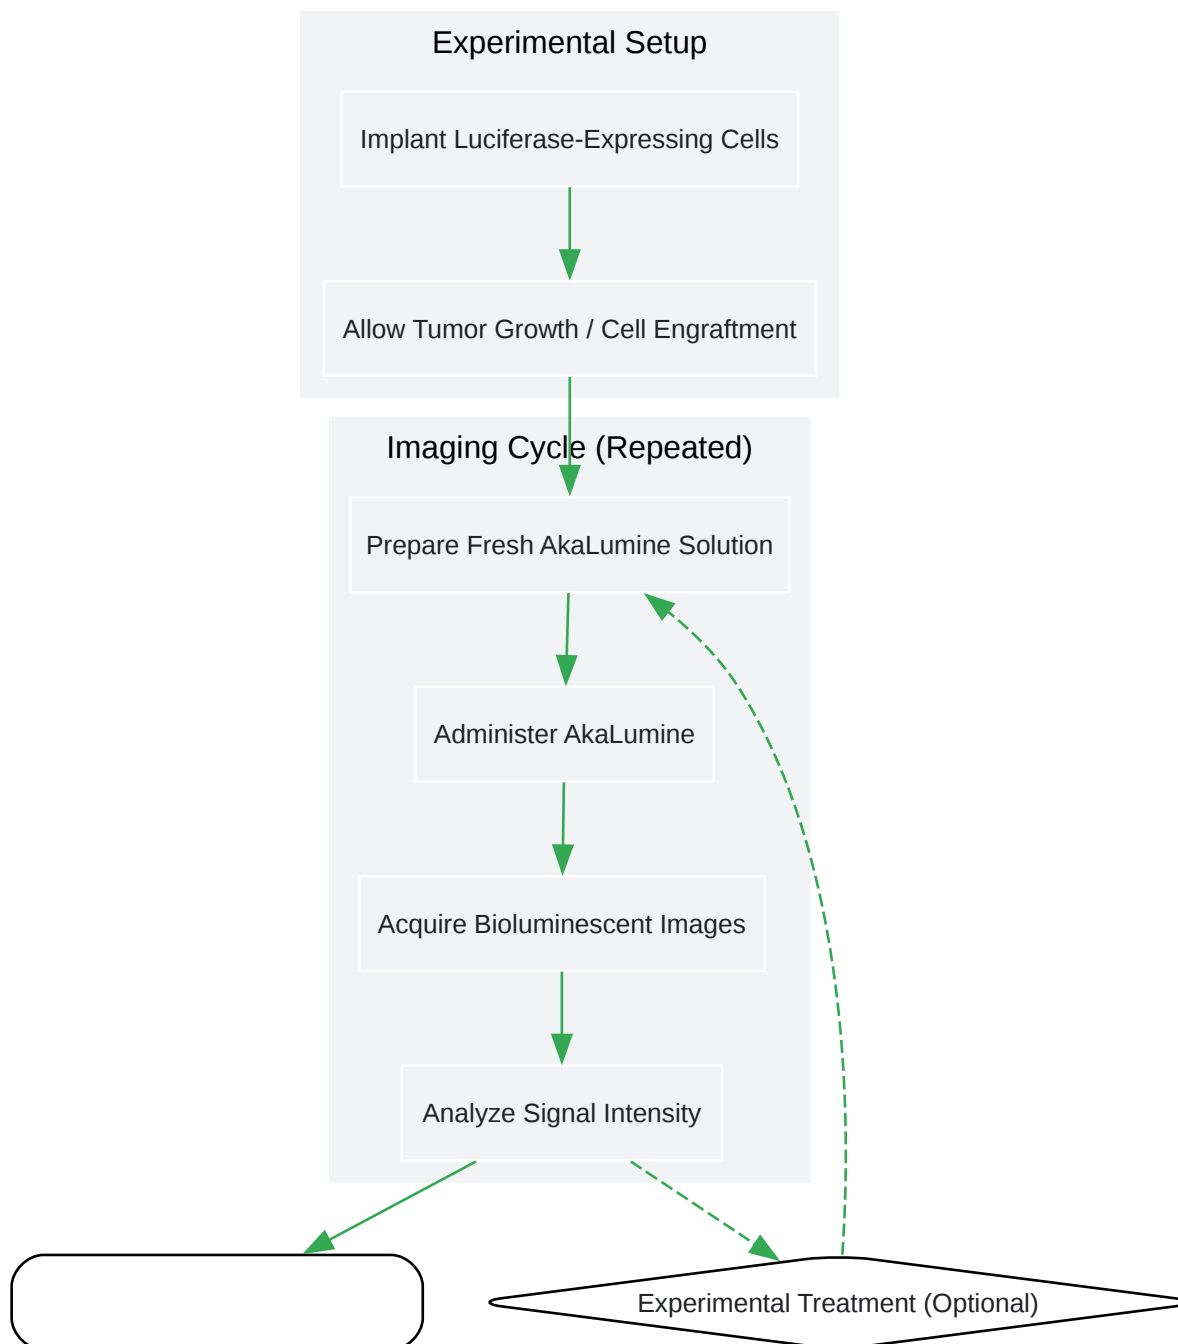 Experimental Setup
Implant Luciferase-Expressing Cells
Allow Tumor Growth / Cell Engraftment
Imaging Cycle (Repeated)
Prepare Fresh AkaLumine Solution
Administer AkaLumine
Acquire Bioluminescent Images
Analyze Signal Intensity
Experimental Treatment (Optional)